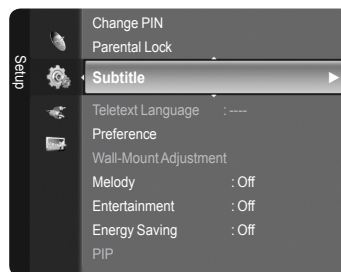 Setup
Change PIN
Parental Lock
Subtitle
Teletext Language : ----
Preference
Wall-Mount Adjustment
Melody : Off
Entertainment : Off
Energy Saving : Off
PIP